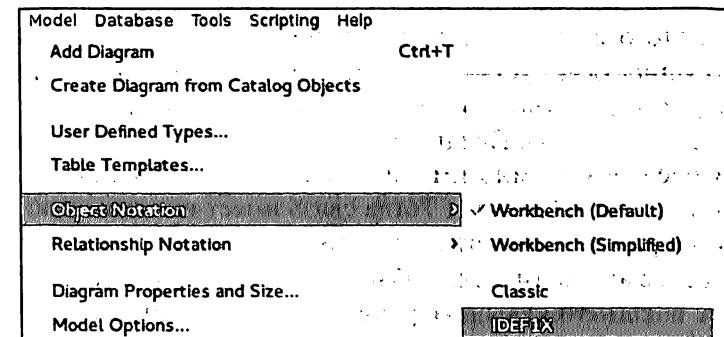 Model Database Tools Scripting Help
Add Diagram Ctrl+T
Create Diagram from Catalog Objects
User Defined Types...
Table Templates...
Object Notation > ✓ Workbench (Default)
Relationship Notation > Workbench (Simplified)
Diagram Properties and Size... Classic
Model Options... IDEF1X